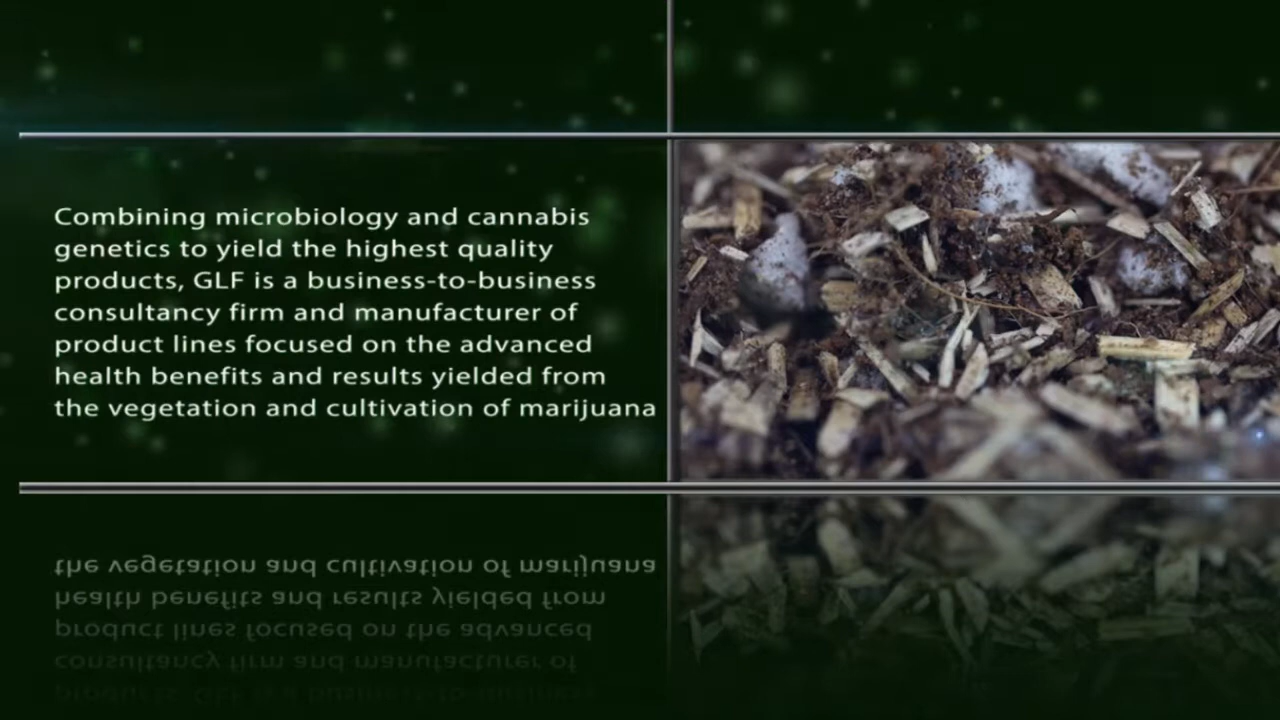 Combining microbiology and cannabis
genetics to yield the highest quality
products, GLF is a business-to-business
consultancy firm and manufacturer of
product lines focused on the advanced
health benefits and results yielded from
the vegetation and cultivation of marijuana